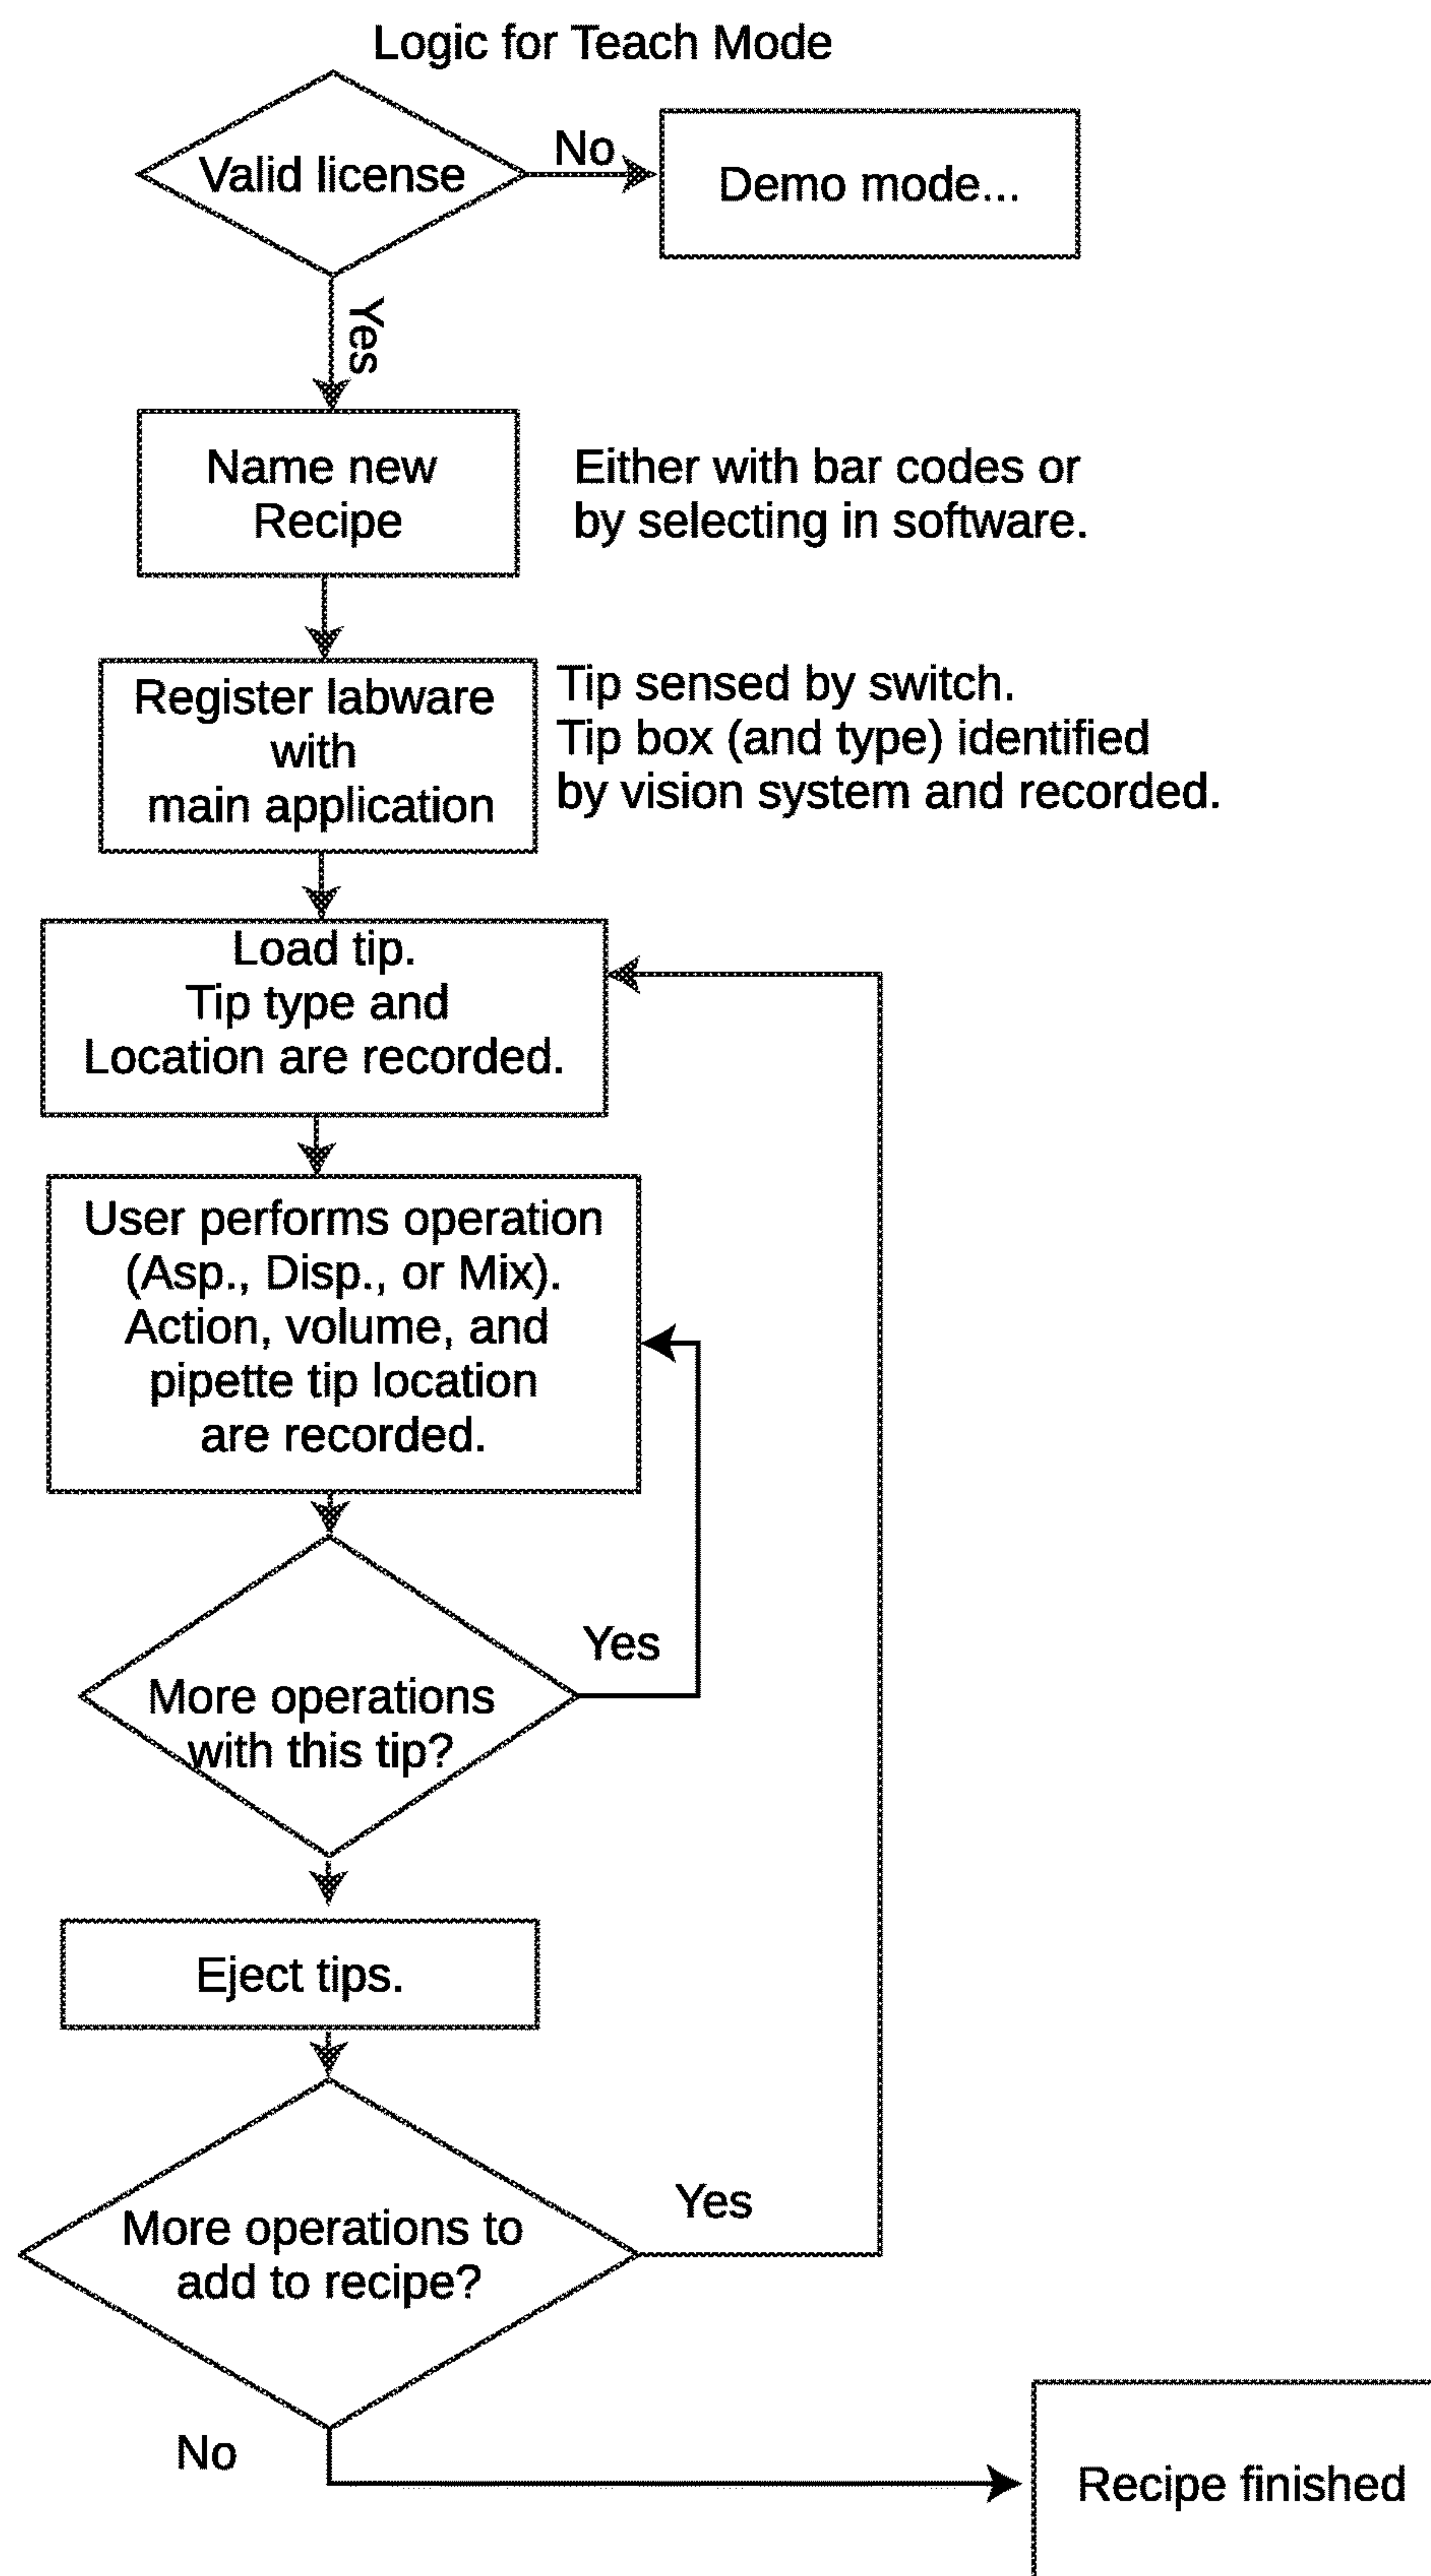 Logic for Teach Mode
Valid license
No
Demo mode...
Yes
Name new
Recipe
Either with bar codes or
by selecting in software.
Register labware
with
main application
Tip sensed by switch.
Tip box (and type) identified
by vision system and recorded.
Load tip.
Tip type and
Location are recorded.
User performs operation
(Asp., Disp., or Mix).
Action, volume, and
pipette tip location
are recorded.
More operations
with this tip?
Yes
Eject tips.
More operations to
add to recipe?
Yes
No
Recipe finished